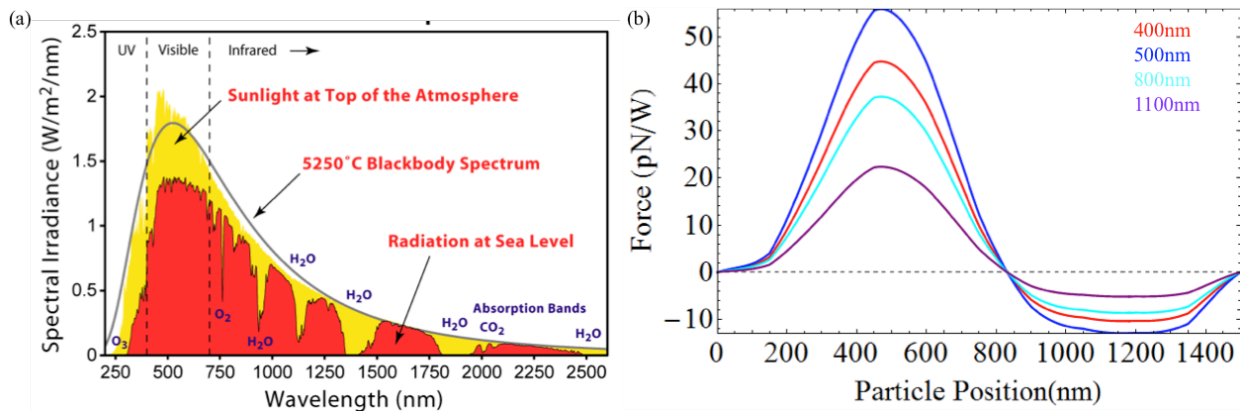 (a)
UV Visible Infrared →
Sunlight at Top of the Atmosphere
5250°C Blackbody Spectrum
Radiation at Sea Level
H₂O
H₂O
Absorption Bands
O₃
O₂
H₂O
H₂O
CO₂
H₂O
2.5
2
1.5
1
0.5
0
250 500 750 1000 1250 1500 1750 2000 2250 2500
Spectral Irradiance (W/m²/nm)
Wavelength (nm)
(b)
400nm
500nm
800nm
1100nm
50
40
30
20
10
0
−10
0 200 400 600 800 1000 1200 1400
Force (pN/W)
Particle Position(nm)